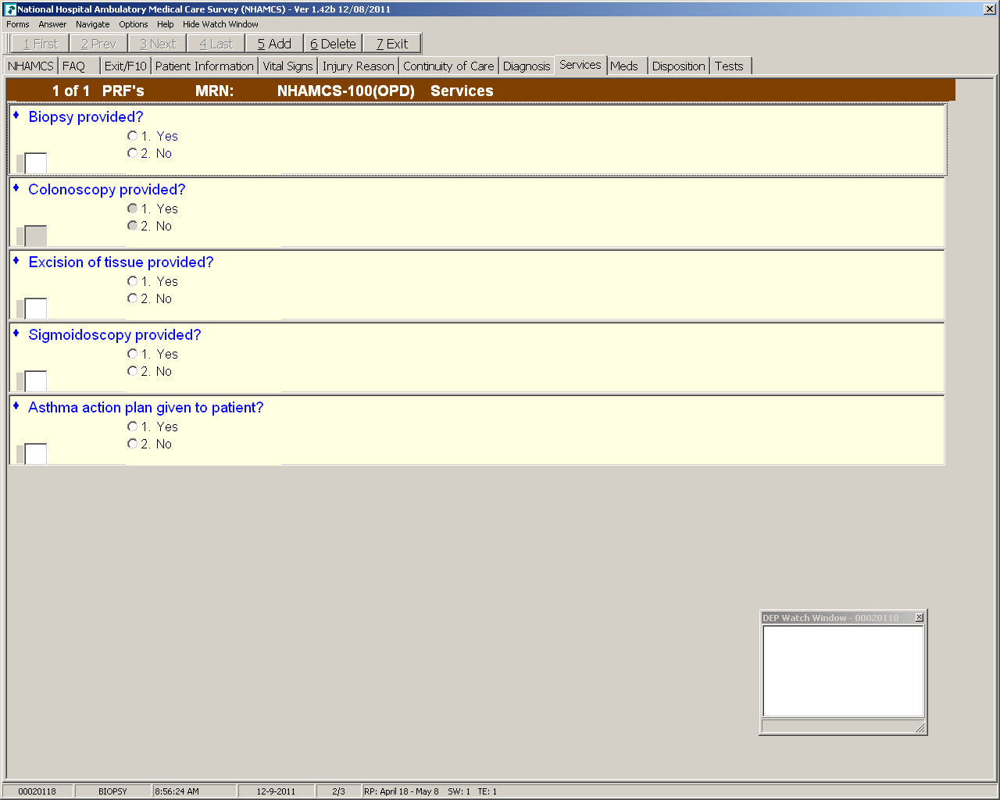 National Hospital Ambulatory Medical Care Survey (NHAMCS) - Ver 1.42b 12/08/2011
Forms Answer Navigate Options Help Hide Watch Window
1 First 2 Prev 3 Next 4 Last 5 Add 6 Delete 7 Exit
NHAMCS FAQ Exit/F10 Patient Information Vital Signs Injury Reason Continuity of Care Diagnosis Services Meds Disposition Tests
1 of 1 PRF's MRN: NHAMCS-100(OPD) Services
Biopsy provided?
1. Yes
2. No
Colonoscopy provided?
1. Yes
2. No
Excision of tissue provided?
1. Yes
2. No
Sigmoidoscopy provided?
1. Yes
2. No
Asthma action plan given to patient?
1. Yes
2. No
DEP Watch Window - 00020118
00020118 BIOPSY 8:56:24 AM 12-9-2011 2/3 RP: April 18 - May 8 SW: 1 TE: 1